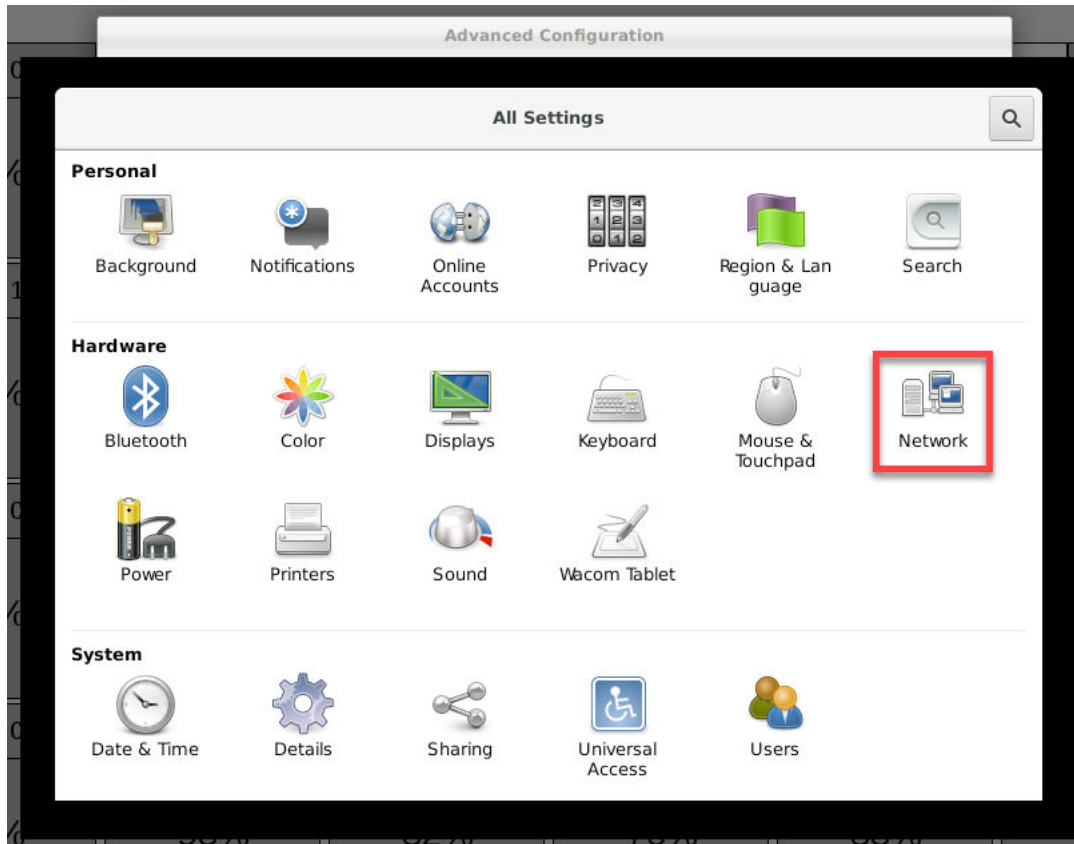 Advanced Configuration
All Settings
Personal
Background
Notifications
Online
Accounts
Privacy
Region & Lan
guage
Search
Hardware
Bluetooth
Color
Displays
Keyboard
Mouse &
Touchpad
Network
Power
Printers
Sound
Wacom Tablet
System
Date & Time
Details
Sharing
Universal
Access
Users